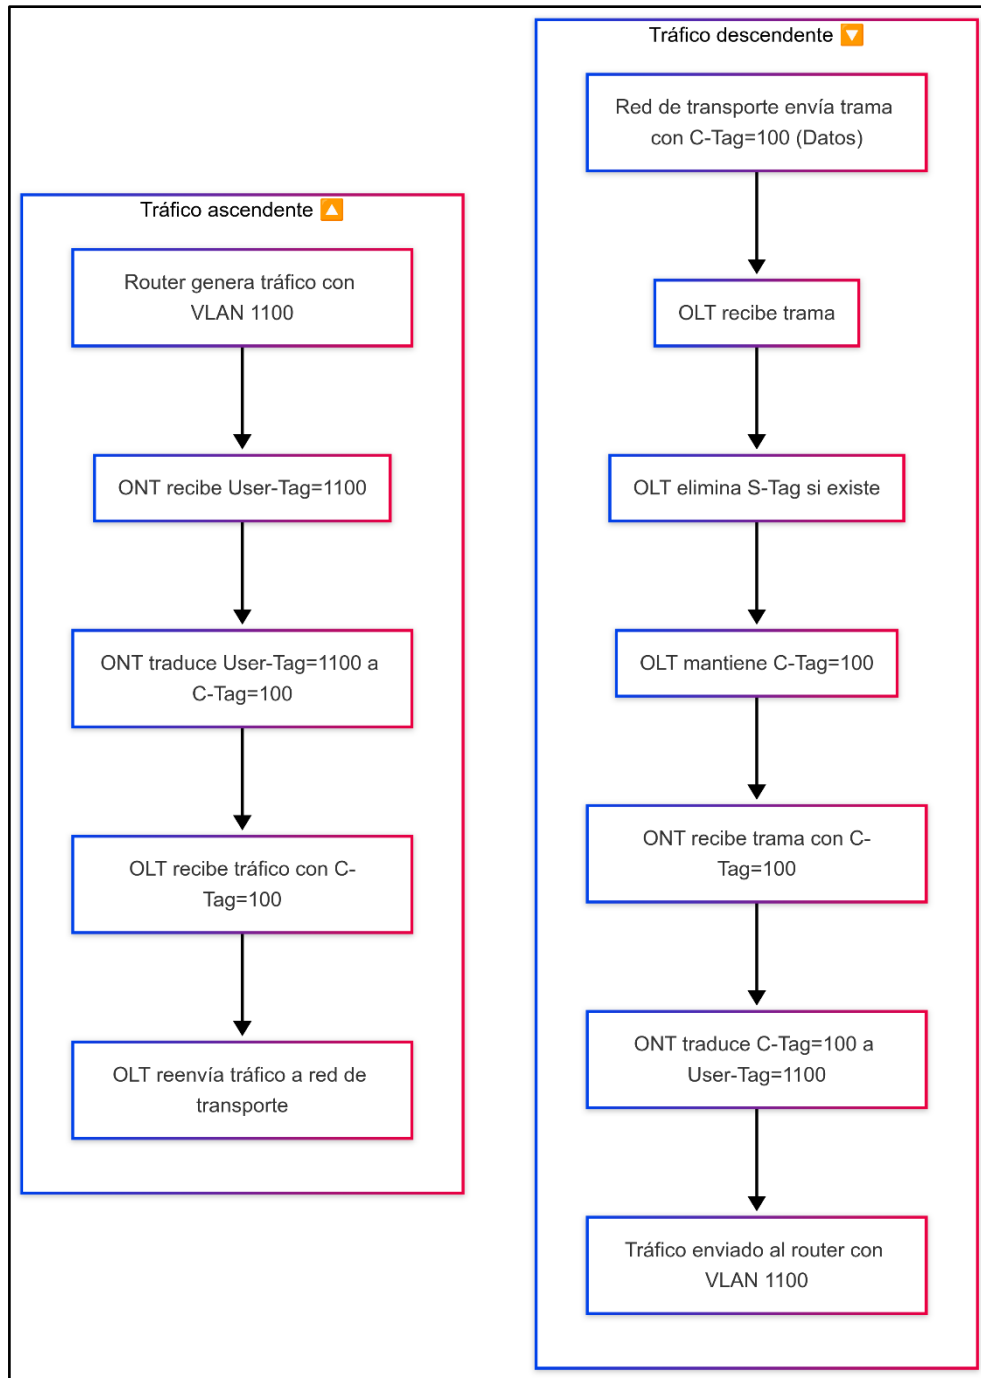 Tráfico ascendente 🔼
Router genera tráfico con
VLAN 1100
ONT recibe User-Tag=1100
ONT traduce User-Tag=1100 a
C-Tag=100
OLT recibe tráfico con C-
Tag=100
OLT reenvía tráfico a red de
transporte
Tráfico descendente 🔽
Red de transporte envía trama
con C-Tag=100 (Datos)
OLT recibe trama
OLT elimina S-Tag si existe
OLT mantiene C-Tag=100
ONT recibe trama con C-
Tag=100
ONT traduce C-Tag=100 a
User-Tag=1100
Tráfico enviado al router con
VLAN 1100